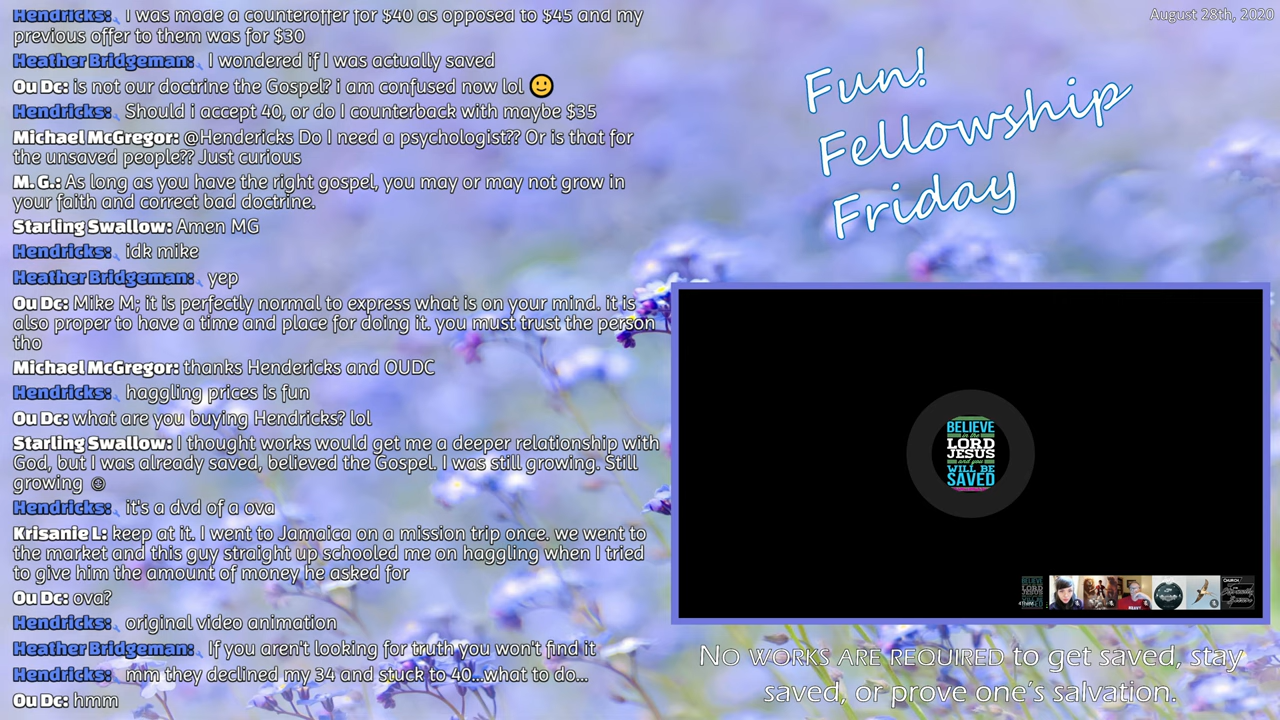 Hendricks: I was made a counteroffer for $40 as opposed to $45 and my
previous offer to them was for $30
Heather Bridgeman: I wondered if I was actually saved
Ou Dc: is not our doctrine the Gospel? i am confused now lol 🙂
Hendricks: Should i accept 40, or do I counterback with maybe $35
Michael McGregor: @Hendericks Do I need a psychologist?? Or is that for
the unsaved people?? Just curious
M. G.: As long as you have the right gospel, you may or may not grow in
your faith and correct bad doctrine.
Starling Swallow: Amen MG
Hendricks: idk mike
Heather Bridgeman: yep
Ou Dc: Mike M; it is perfectly normal to express what is on your mind. it is
also proper to have a time and place for doing it. you must trust the person
tho
Michael McGregor: thanks Hendericks and OUDC
Hendricks: haggling prices is fun
Ou Dc: what are you buying Hendricks? lol
Starling Swallow: I thought works would get me a deeper relationship with
God, but I was already saved, believed the Gospel. I was still growing. Still
growing ☺
Hendricks: it's a dvd of a ova
Krisanie L: keep at it. I went to Jamaica on a mission trip once. we went to
the market and this guy straight up schooled me on haggling when I tried
to give him the amount of money he asked for
Ou Dc: ova?
Hendricks: original video animation
Heather Bridgeman: If you aren't looking for truth you won't find it
Hendricks: mm they declined my 34 and stuck to 40...what to do...
Ou Dc: hmm
August 28th, 2020
Fun!
Fellowship
Friday
BELIEVE
in the
LORD
JESUS
and you
WILL BE
SAVED
No works are required to get saved, stay
saved, or prove one's salvation.